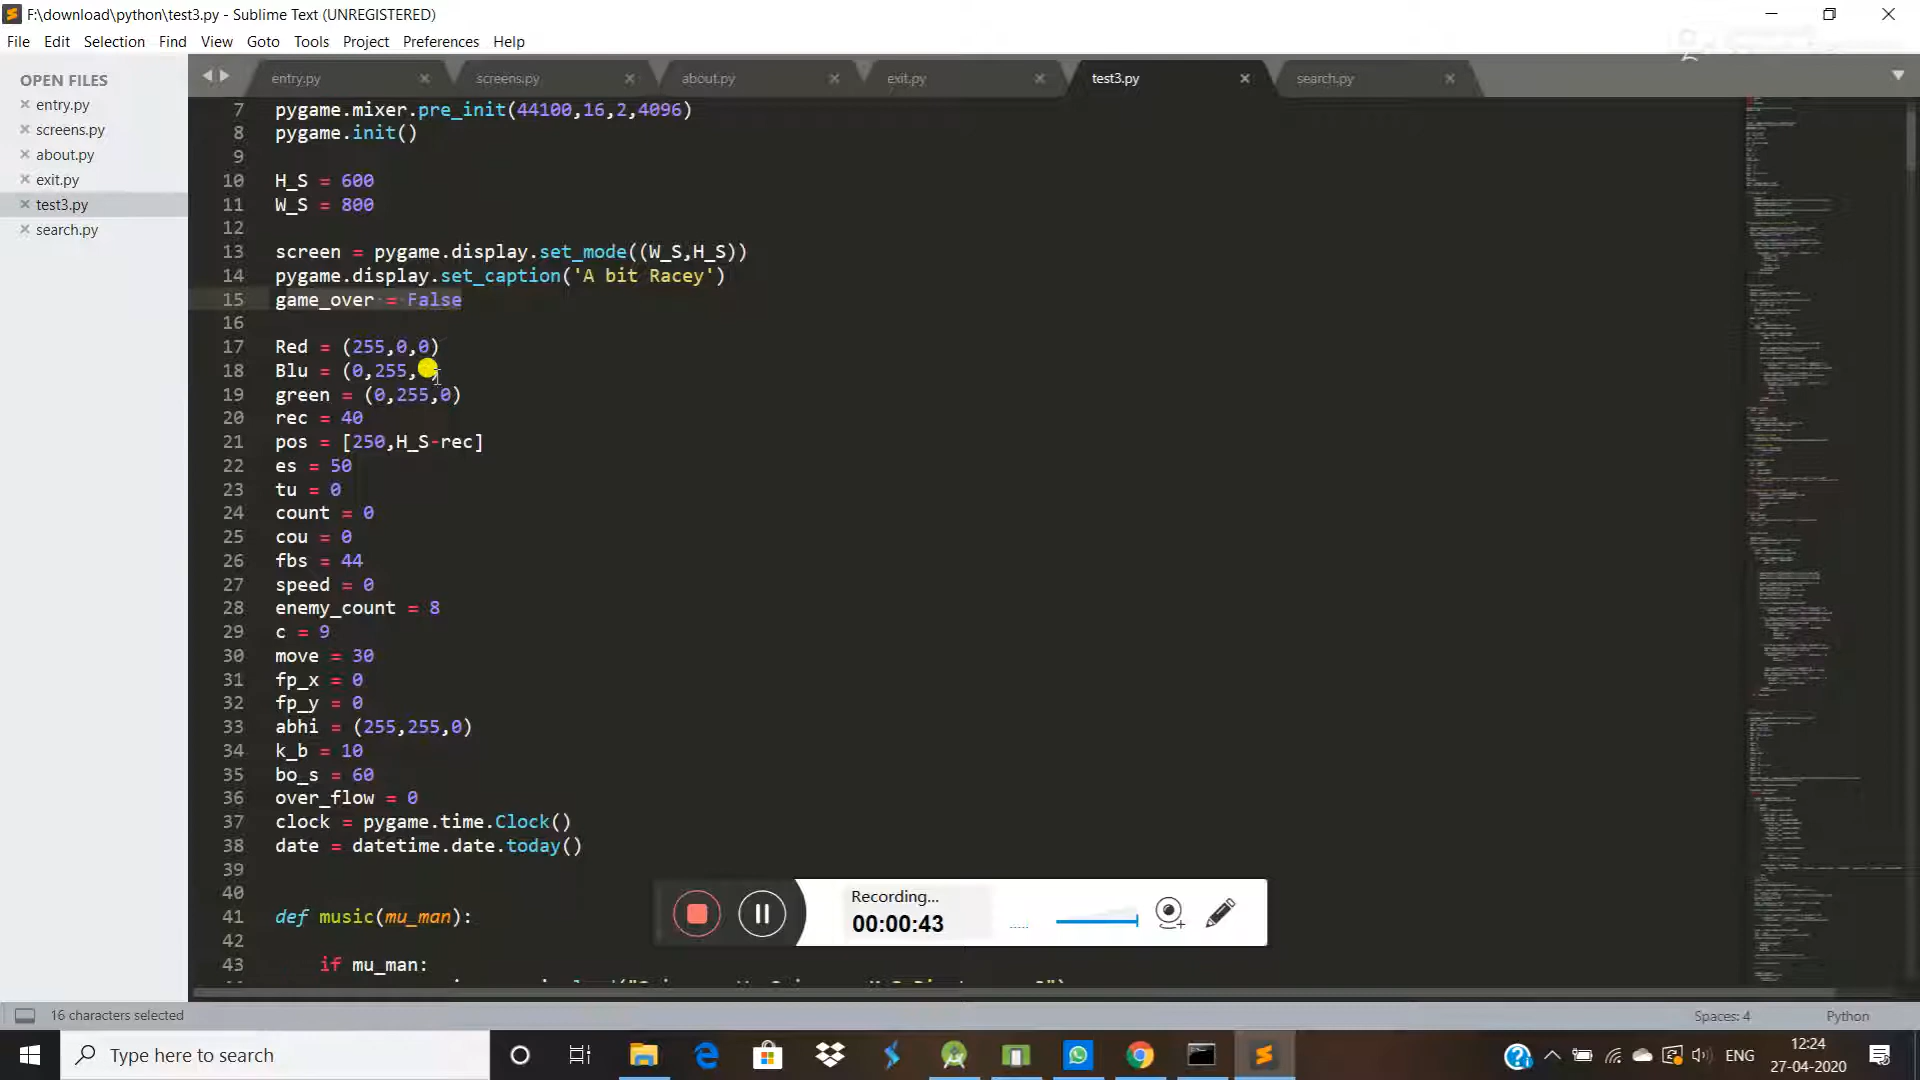 F:\download\python\test3.py - Sublime Text (UNREGISTERED)
File Edit Selection Find View Goto Tools Project Preferences Help
OPEN FILES
entry.py
screens.py
about.py
exit.py
test3.py
search.py
entry.py screens.py about.py exit.py test3.py search.py
7 pygame.mixer.pre_init(44100,16,2,4096)
8 pygame.init()
9
10 H_S = 600
11 W_S = 800
12
13 screen = pygame.display.set_mode((W_S,H_S))
14 pygame.display.set_caption('A bit Racey')
15 game_over = False
16
17 Red = (255,0,0)
18 Blu = (0,255,
19 green = (0,255,0)
20 rec = 40
21 pos = [250,H_S-rec]
22 es = 50
23 tu = 0
24 count = 0
25 cou = 0
26 fbs = 44
27 speed = 0
28 enemy_count = 8
29 c = 9
30 move = 30
31 fp_x = 0
32 fp_y = 0
33 abhi = (255,255,0)
34 k_b = 10
35 bo_s = 60
36 over_flow = 0
37 clock = pygame.time.Clock()
38 date = datetime.date.today()
39
40
41 def music(mu_man):
42
43 if mu_man:
Recording...
00:00:43
16 characters selected
Spaces: 4
Python
Type here to search
ENG
12:24
27-04-2020